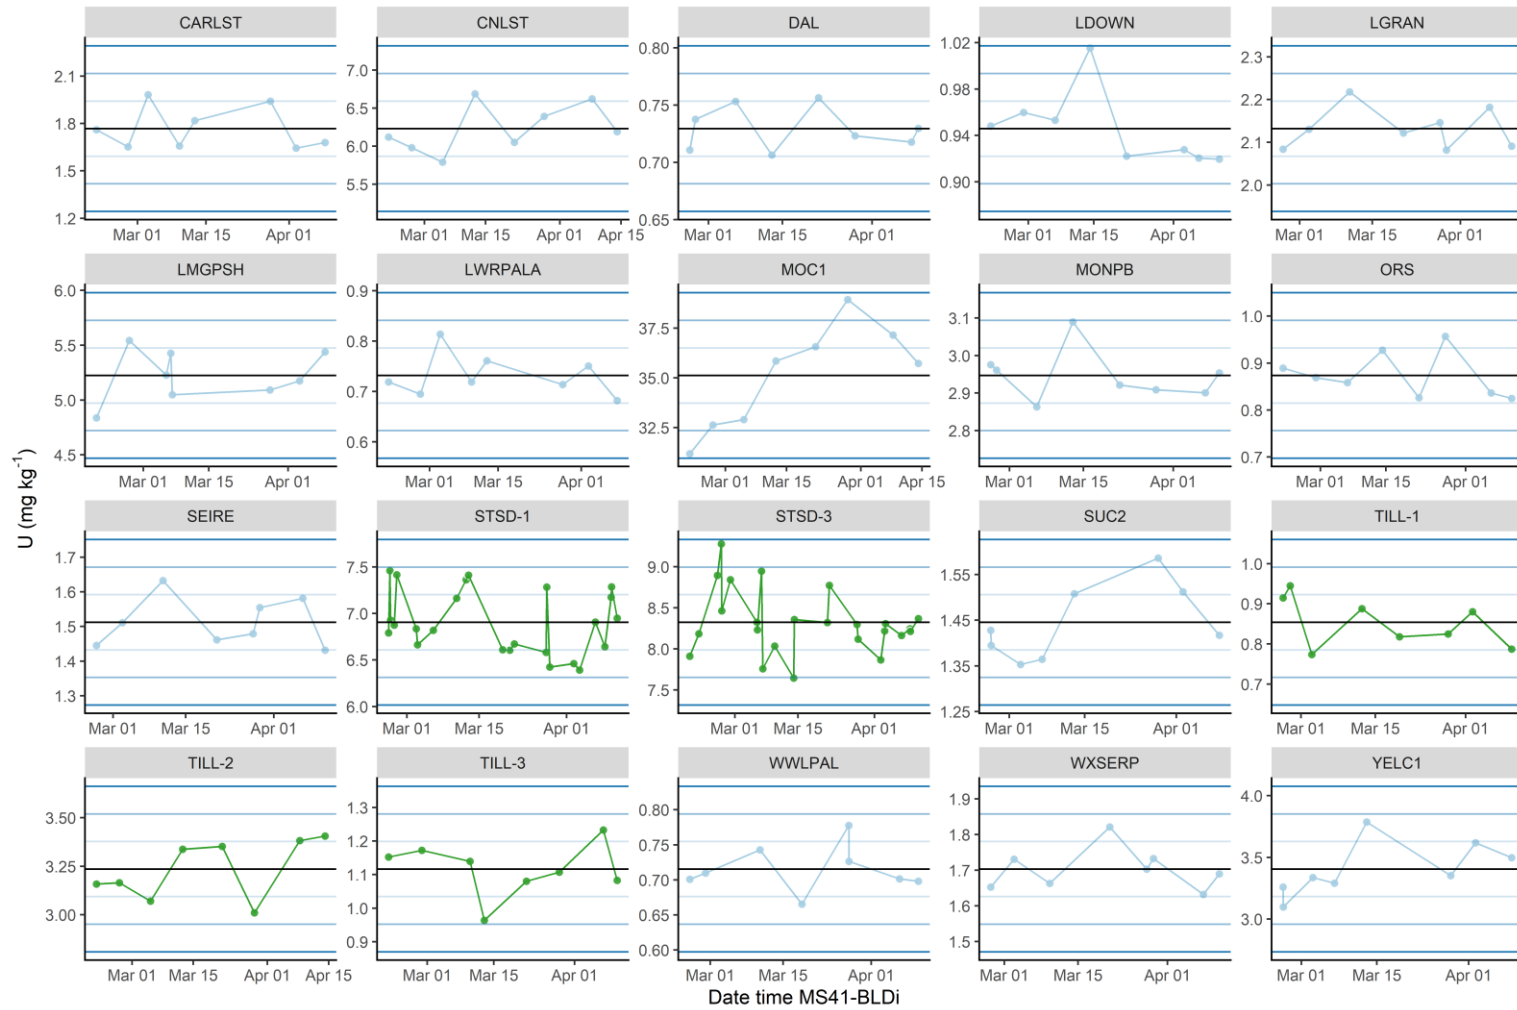 CARLST CNLST DAL LDOWN LGRAN
2.1 1.8 1.5 1.2
Mar 01 Mar 15 Apr 01
7.0 6.5 6.0 5.5
Mar 01 Mar 15 Apr 01 Apr 15
0.80 0.75 0.70 0.65
Mar 01 Mar 15 Apr 01
1.02 0.98 0.94 0.90
Mar 01 Mar 15 Apr 01
2.3 2.2 2.1 2.0
Mar 01 Mar 15 Apr 01
LMGPSH LWRPALA MOC1 MONPB ORS
6.0 5.5 5.0 4.5
Mar 01 Mar 15 Apr 01
0.9 0.8 0.7 0.6
Mar 01 Mar 15 Apr 01
37.5 35.0 32.5
Mar 01 Mar 15 Apr 01 Apr 15
3.1 3.0 2.9 2.8
Mar 01 Mar 15 Apr 01
1.0 0.9 0.8 0.7
Mar 01 Mar 15 Apr 01
U (mg kg⁻¹)
SEIRE STSD-1 STSD-3 SUC2 TILL-1
1.7 1.6 1.5 1.4 1.3
Mar 01 Mar 15 Apr 01
7.5 7.0 6.5 6.0
Mar 01 Mar 15 Apr 01
9.0 8.5 8.0 7.5
Mar 01 Mar 15 Apr 01
1.55 1.45 1.35 1.25
Mar 01 Mar 15 Apr 01
1.0 0.9 0.8 0.7
Mar 01 Mar 15 Apr 01
TILL-2 TILL-3 WWLPAL WXSERP YELC1
3.50 3.25 3.00
Mar 01 Mar 15 Apr 01 Apr 15
1.3 1.2 1.1 1.0 0.9
Mar 01 Mar 15 Apr 01
0.80 0.75 0.70 0.65 0.60
Mar 01 Mar 15 Apr 01
1.9 1.8 1.7 1.6 1.5
Mar 01 Mar 15 Apr 01
4.0 3.5 3.0
Mar 01 Mar 15 Apr 01
Date time MS41-BLDi